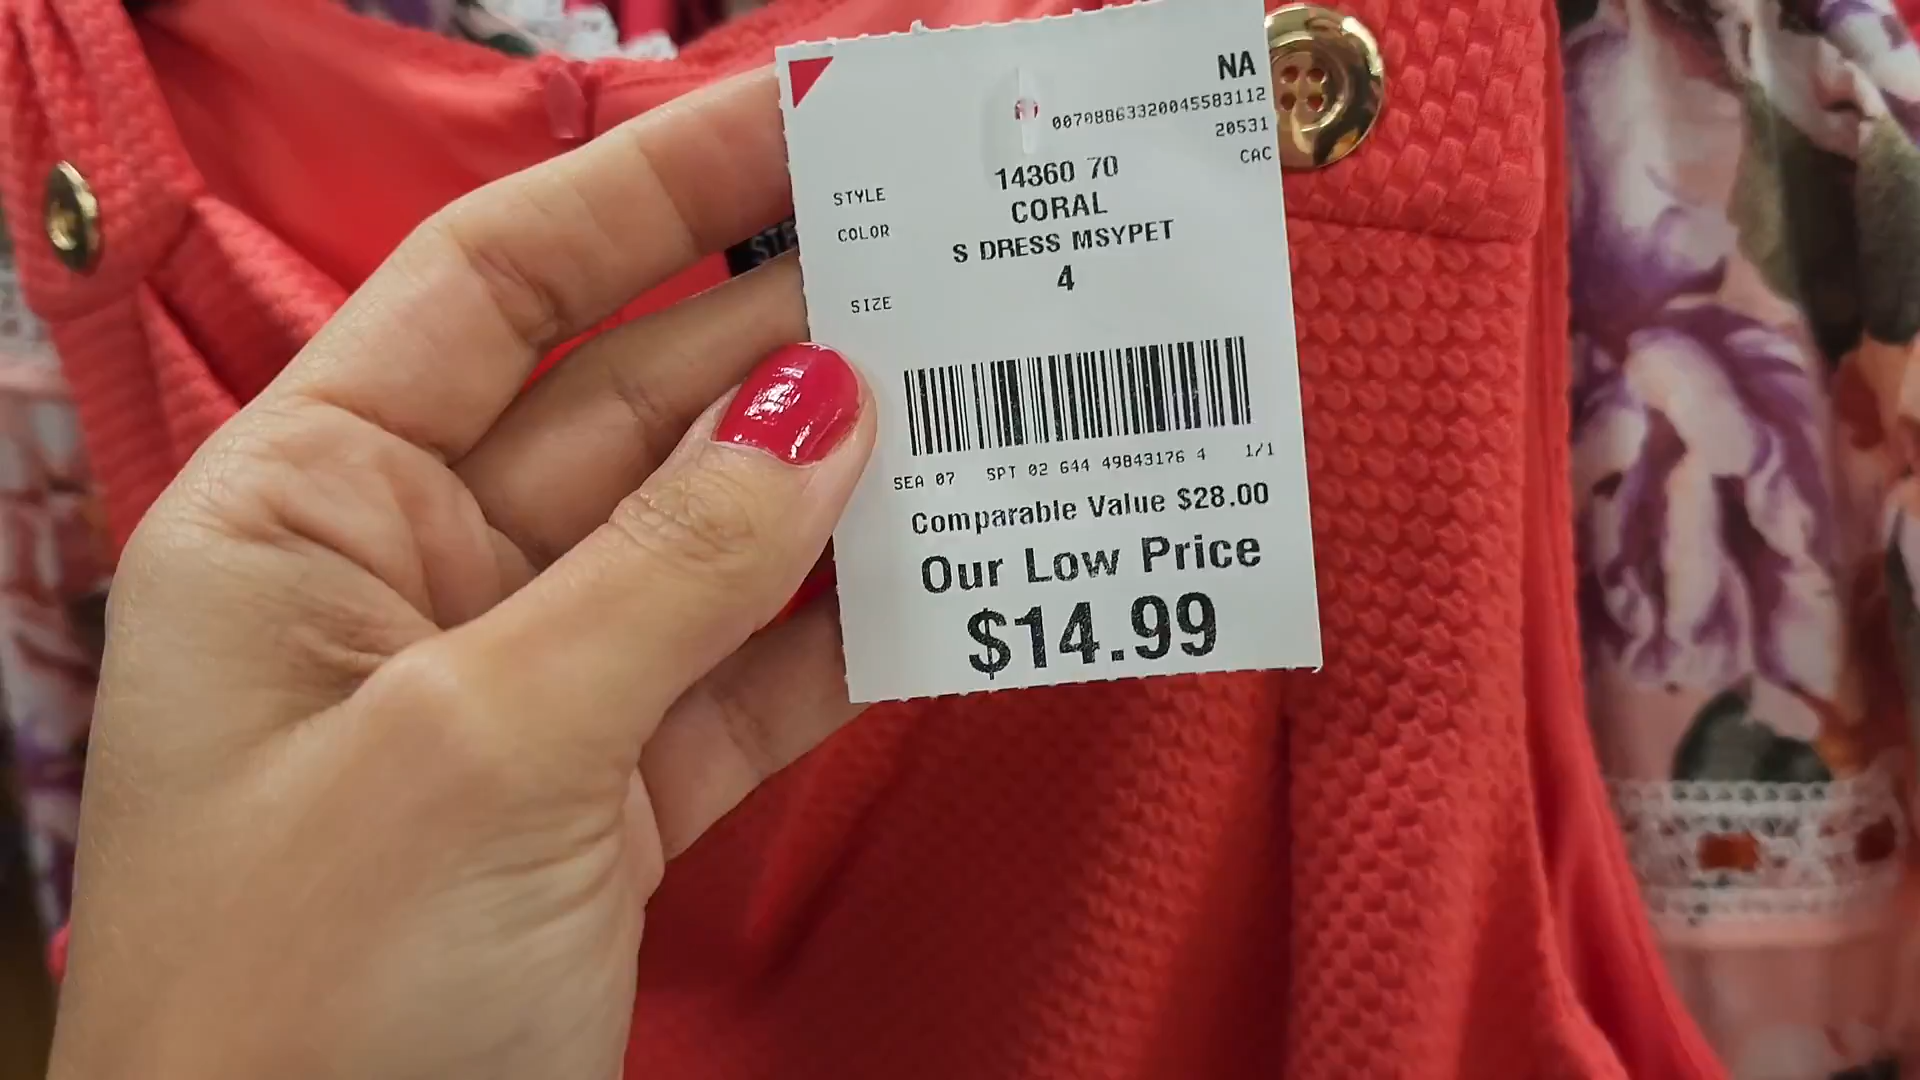 NA
00708863320045583112
20531
CAC
STYLE 14360 70
COLOR CORAL
S DRESS MSYPET
SIZE 4
SEA 07 SPT 02 644 49843176 4 1/1
Comparable Value $28.00
Our Low Price
$14.99